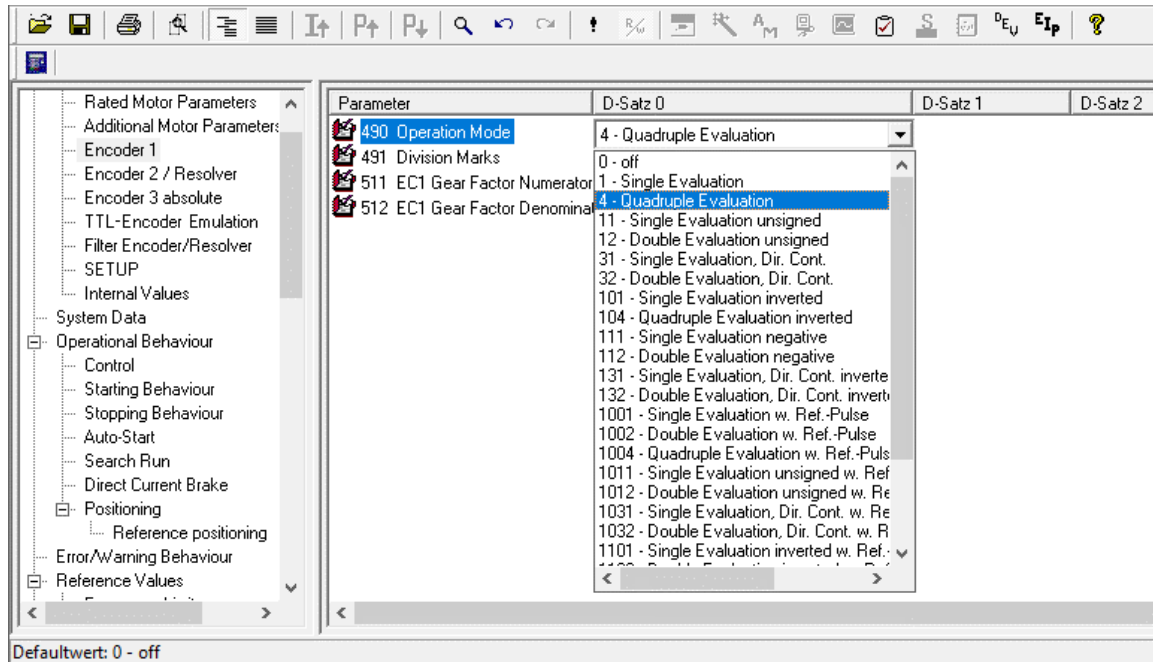 I P P ! R/ω A M S DEU EIP ?
Rated Motor Parameters
Additional Motor Parameters
Encoder 1
Encoder 2 / Resolver
Encoder 3 absolute
TTL-Encoder Emulation
Filter Encoder/Resolver
SETUP
Internal Values
System Data
Operational Behaviour
Control
Starting Behaviour
Stopping Behaviour
Auto-Start
Search Run
Direct Current Brake
Positioning
Reference positioning
Error/Warning Behaviour
Reference Values
Parameter D-Satz 0 D-Satz 1 D-Satz 2
490 Operation Mode 4 - Quadruple Evaluation
491 Division Marks
511 EC1 Gear Factor Numerator
512 EC1 Gear Factor Denomina
0 - off
1 - Single Evaluation
4 - Quadruple Evaluation
11 - Single Evaluation unsigned
12 - Double Evaluation unsigned
31 - Single Evaluation, Dir. Cont.
32 - Double Evaluation, Dir. Cont.
101 - Single Evaluation inverted
104 - Quadruple Evaluation inverted
111 - Single Evaluation negative
112 - Double Evaluation negative
131 - Single Evaluation, Dir. Cont. inverte
132 - Double Evaluation, Dir. Cont. inverte
1001 - Single Evaluation w. Ref.-Pulse
1002 - Double Evaluation w. Ref.-Pulse
1004 - Quadruple Evaluation w. Ref.-Puls
1011 - Single Evaluation unsigned w. Ref
1012 - Double Evaluation unsigned w. Re
1031 - Single Evaluation, Dir. Cont. w. Re
1032 - Double Evaluation, Dir. Cont. w. R
1101 - Single Evaluation inverted w. Ref.-
Defaultwert: 0 - off